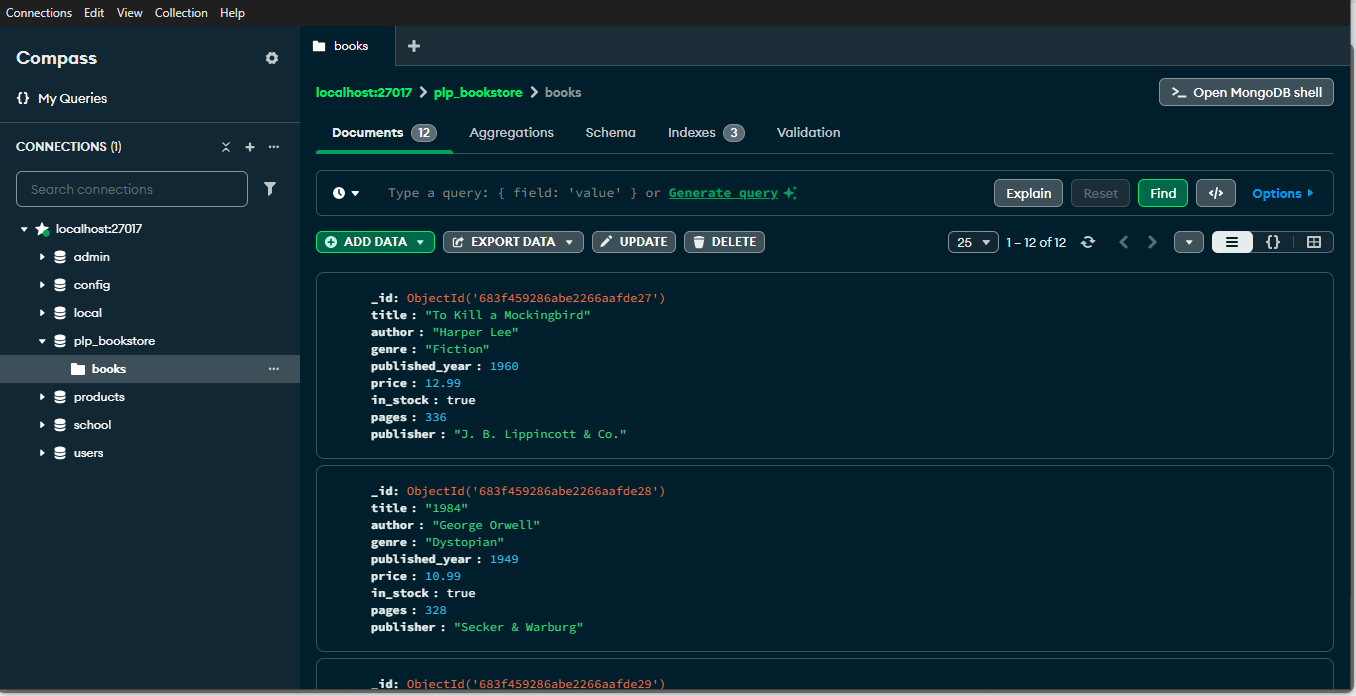 Connections Edit View Collection Help
Compass
{} My Queries
CONNECTIONS (1)
Search connections
localhost:27017
admin
config
local
plp_bookstore
books
products
school
users
books
localhost:27017 > plp_bookstore > books
>_ Open MongoDB shell
Documents 12 Aggregations Schema Indexes 3 Validation
Type a query: { field: 'value' } or Generate query
Explain Reset Find </> Options
ADD DATA EXPORT DATA UPDATE DELETE
25 1 – 12 of 12 {}
_id: ObjectId('683f459286abe2266aafde27')
title : "To Kill a Mockingbird"
author : "Harper Lee"
genre : "Fiction"
published_year : 1960
price : 12.99
in_stock : true
pages : 336
publisher : "J. B. Lippincott & Co."
_id: ObjectId('683f459286abe2266aafde28')
title : "1984"
author : "George Orwell"
genre : "Dystopian"
published_year : 1949
price : 10.99
in_stock : true
pages : 328
publisher : "Secker & Warburg"
_id: ObjectId('683f459286abe2266aafde29')